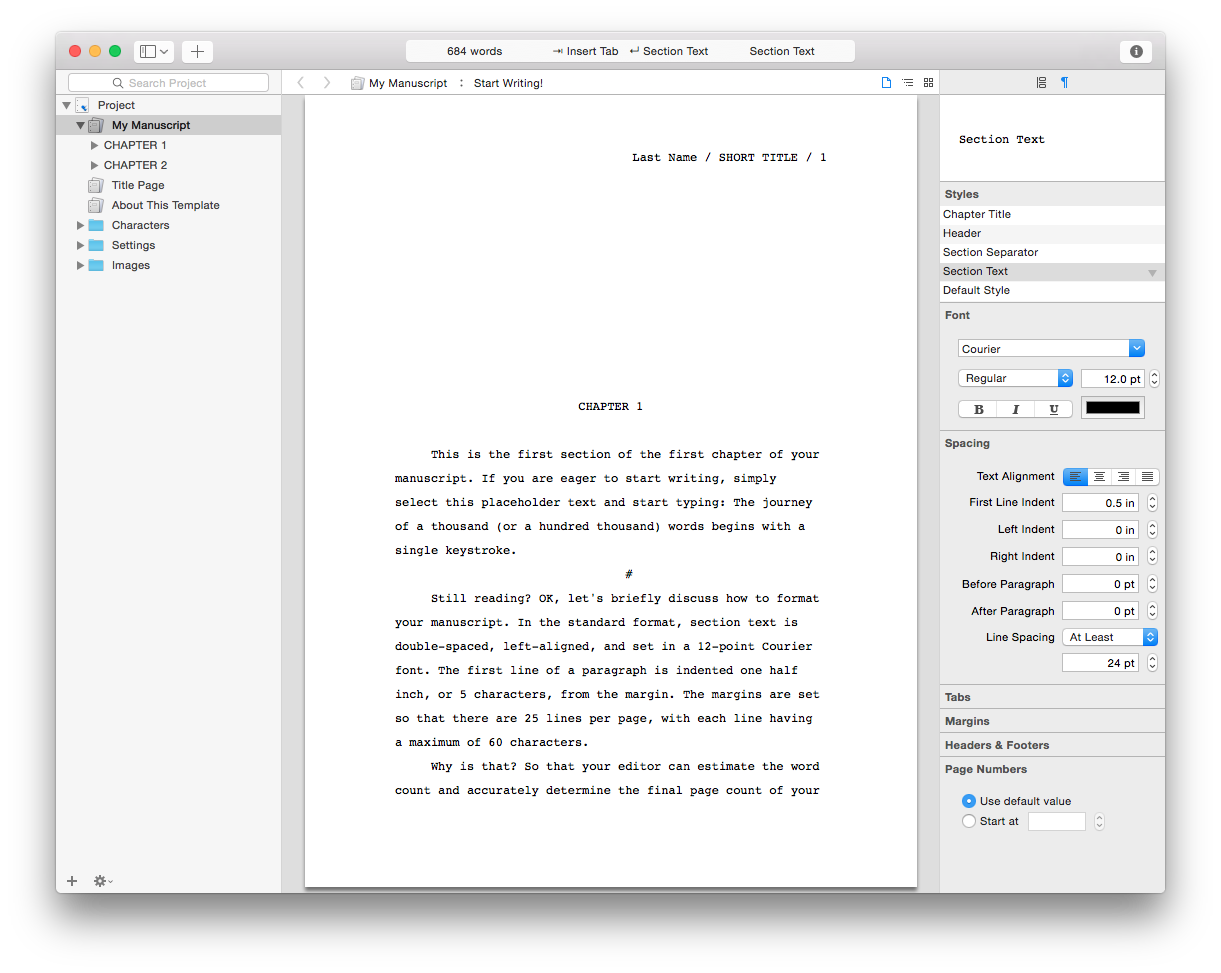 684 words
Insert Tab
Section Text
Section Text
Search Project
My Manuscript : Start Writing!
Project
My Manuscript
CHAPTER 1
CHAPTER 2
Title Page
About This Template
Characters
Settings
Images
Last Name / SHORT TITLE / 1
CHAPTER 1
This is the first section of the first chapter of your
manuscript. If you are eager to start writing, simply
select this placeholder text and start typing: The journey
of a thousand (or a hundred thousand) words begins with a
single keystroke.
#
Still reading? OK, let's briefly discuss how to format
your manuscript. In the standard format, section text is
double-spaced, left-aligned, and set in a 12-point Courier
font. The first line of a paragraph is indented one half
inch, or 5 characters, from the margin. The margins are set
so that there are 25 lines per page, with each line having
a maximum of 60 characters.
Why is that? So that your editor can estimate the word
count and accurately determine the final page count of your
Section Text
Styles
Chapter Title
Header
Section Separator
Section Text
Default Style
Font
Courier
Regular
12.0 pt
B I U
Spacing
Text Alignment
First Line Indent 0.5 in
Left Indent 0 in
Right Indent 0 in
Before Paragraph 0 pt
After Paragraph 0 pt
Line Spacing At Least
24 pt
Tabs
Margins
Headers & Footers
Page Numbers
Use default value
Start at